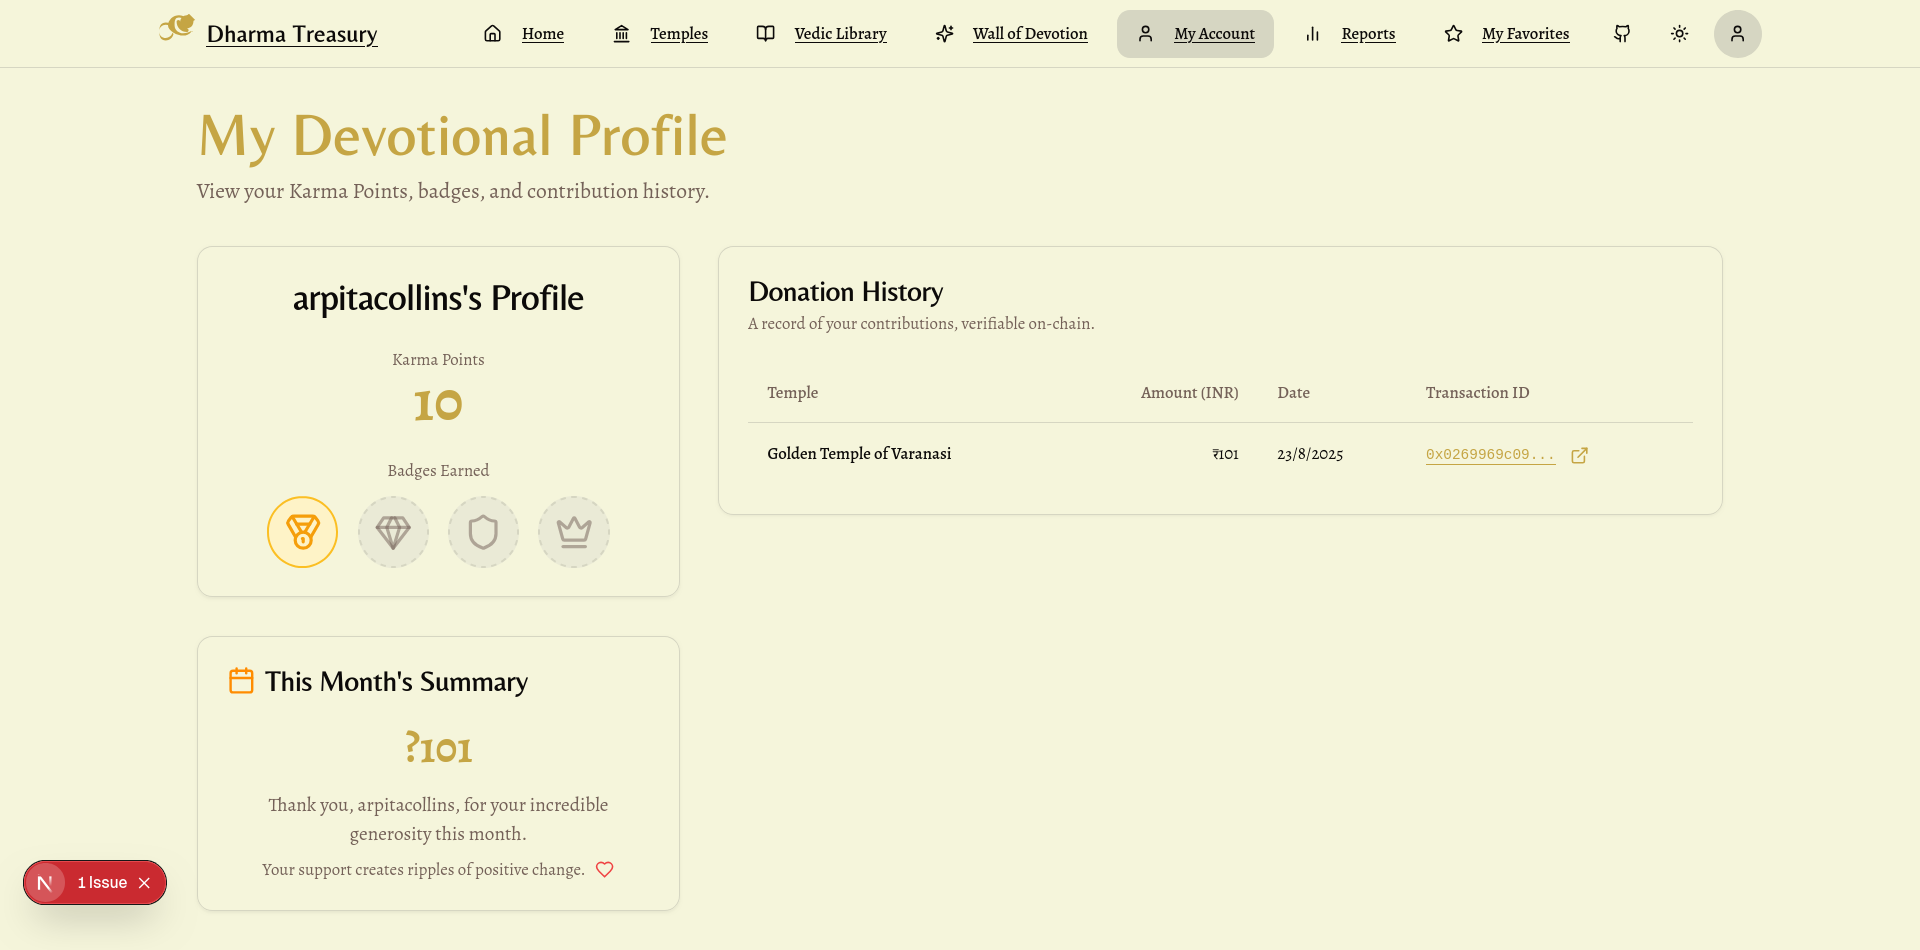 Dharma Treasury
Home
Temples
Vedic Library
Wall of Devotion
My Account
Reports
My Favorites
My Devotional Profile
View your Karma Points, badges, and contribution history.
arpitacollins's Profile
Karma Points
10
Badges Earned
Donation History
A record of your contributions, verifiable on-chain.
Temple Amount (INR) Date Transaction ID
Golden Temple of Varanasi ₹101 23/8/2025 0x0269969c09...
This Month's Summary
?101
Thank you, arpitacollins, for your incredible
generosity this month.
Your support creates ripples of positive change.
N 1 Issue